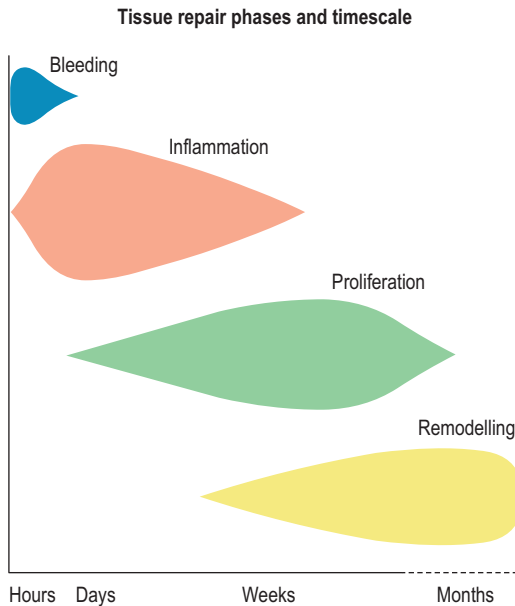 Tissue repair phases and timescale
Bleeding
Inflammation
Proliferation
Remodelling
Hours Days Weeks Months